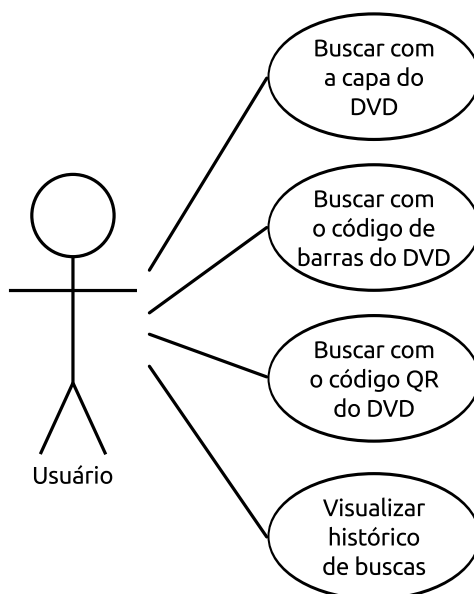 Buscar com
a capa do
DVD
Buscar com
o código de
barras do DVD
Buscar com
o código QR
do DVD
Usuário
Visualizar
histórico
de buscas